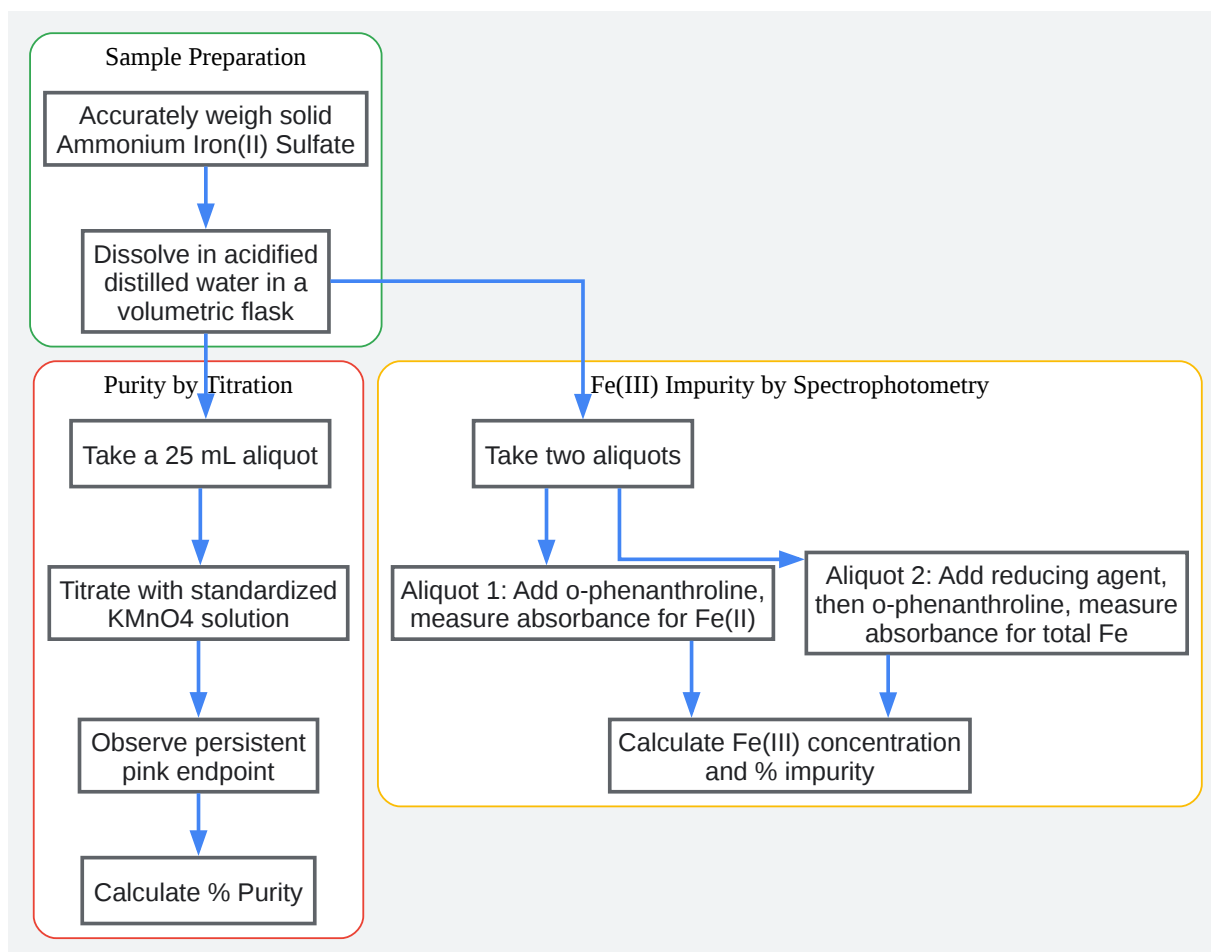 Sample Preparation
Accurately weigh solid
Ammonium Iron(II) Sulfate
Dissolve in acidified
distilled water in a
volumetric flask
Purity by Titration
Take a 25 mL aliquot
Titrate with standardized
KMnO4 solution
Observe persistent
pink endpoint
Calculate % Purity
Fe(III) Impurity by Spectrophotometry
Take two aliquots
Aliquot 1: Add o-phenanthroline,
measure absorbance for Fe(II)
Aliquot 2: Add reducing agent,
then o-phenanthroline, measure
absorbance for total Fe
Calculate Fe(III) concentration
and % impurity